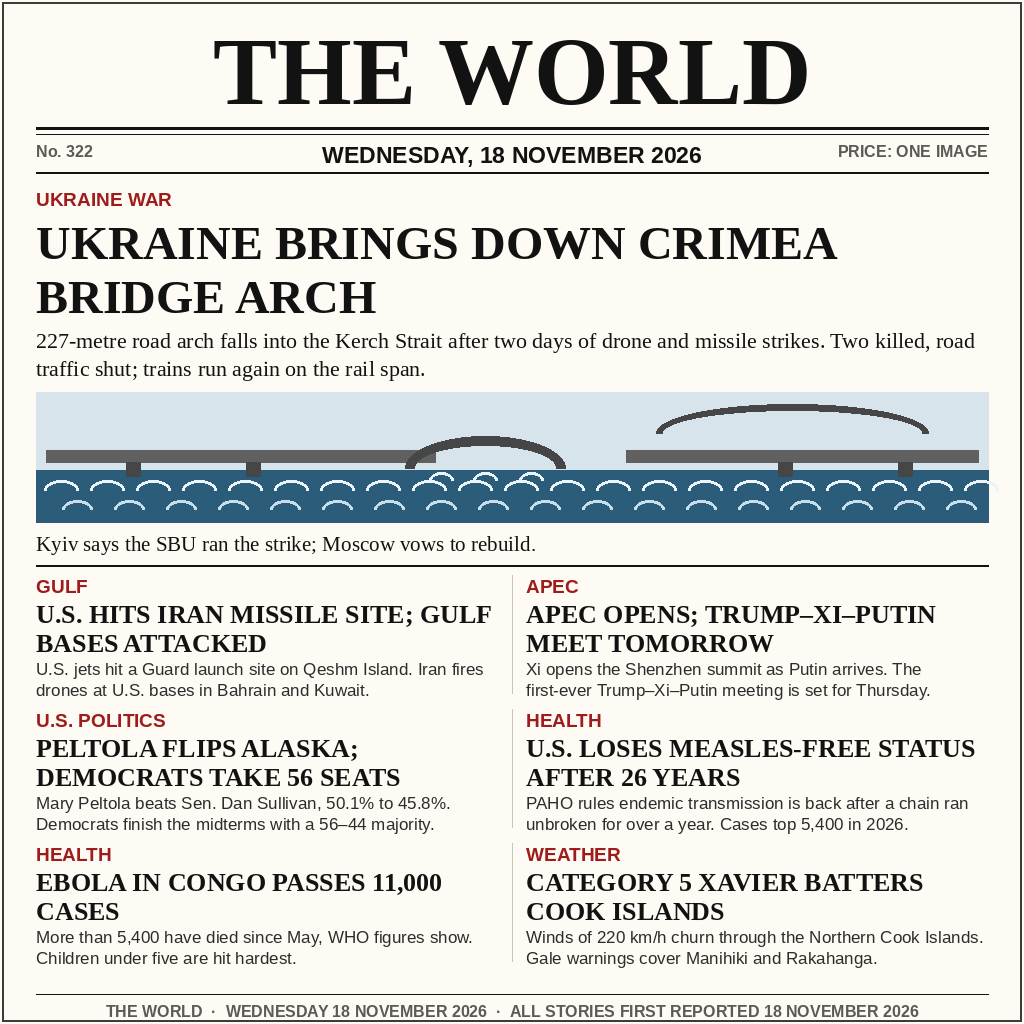 THE WORLD
No. 322
WEDNESDAY, 18 NOVEMBER 2026
PRICE: ONE IMAGE
UKRAINE WAR
UKRAINE BRINGS DOWN CRIMEA
BRIDGE ARCH
227-metre road arch falls into the Kerch Strait after two days of drone and missile strikes. Two killed, road
traffic shut; trains run again on the rail span.
Kyiv says the SBU ran the strike; Moscow vows to rebuild.
GULF
U.S. HITS IRAN MISSILE SITE; GULF
BASES ATTACKED
U.S. jets hit a Guard launch site on Qeshm Island. Iran fires
drones at U.S. bases in Bahrain and Kuwait.
APEC
APEC OPENS; TRUMP–XI–PUTIN
MEET TOMORROW
Xi opens the Shenzhen summit as Putin arrives. The
first-ever Trump–Xi–Putin meeting is set for Thursday.
U.S. POLITICS
PELTOLA FLIPS ALASKA;
DEMOCRATS TAKE 56 SEATS
Mary Peltola beats Sen. Dan Sullivan, 50.1% to 45.8%.
Democrats finish the midterms with a 56–44 majority.
HEALTH
U.S. LOSES MEASLES-FREE STATUS
AFTER 26 YEARS
PAHO rules endemic transmission is back after a chain ran
unbroken for over a year. Cases top 5,400 in 2026.
HEALTH
EBOLA IN CONGO PASSES 11,000
CASES
More than 5,400 have died since May, WHO figures show.
Children under five are hit hardest.
WEATHER
CATEGORY 5 XAVIER BATTERS
COOK ISLANDS
Winds of 220 km/h churn through the Northern Cook Islands.
Gale warnings cover Manihiki and Rakahanga.
THE WORLD · WEDNESDAY 18 NOVEMBER 2026 · ALL STORIES FIRST REPORTED 18 NOVEMBER 2026